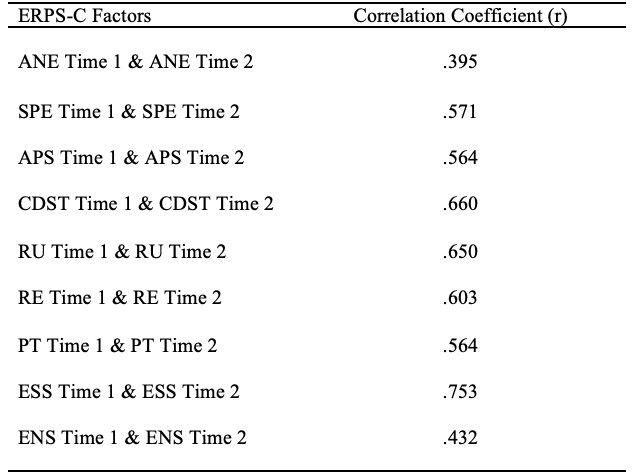 ERPS-C Factors Correlation Coefficient (r)
ANE Time 1 & ANE Time 2 .395
SPE Time 1 & SPE Time 2 .571
APS Time 1 & APS Time 2 .564
CDST Time 1 & CDST Time 2 .660
RU Time 1 & RU Time 2 .650
RE Time 1 & RE Time 2 .603
PT Time 1 & PT Time 2 .564
ESS Time 1 & ESS Time 2 .753
ENS Time 1 & ENS Time 2 .432